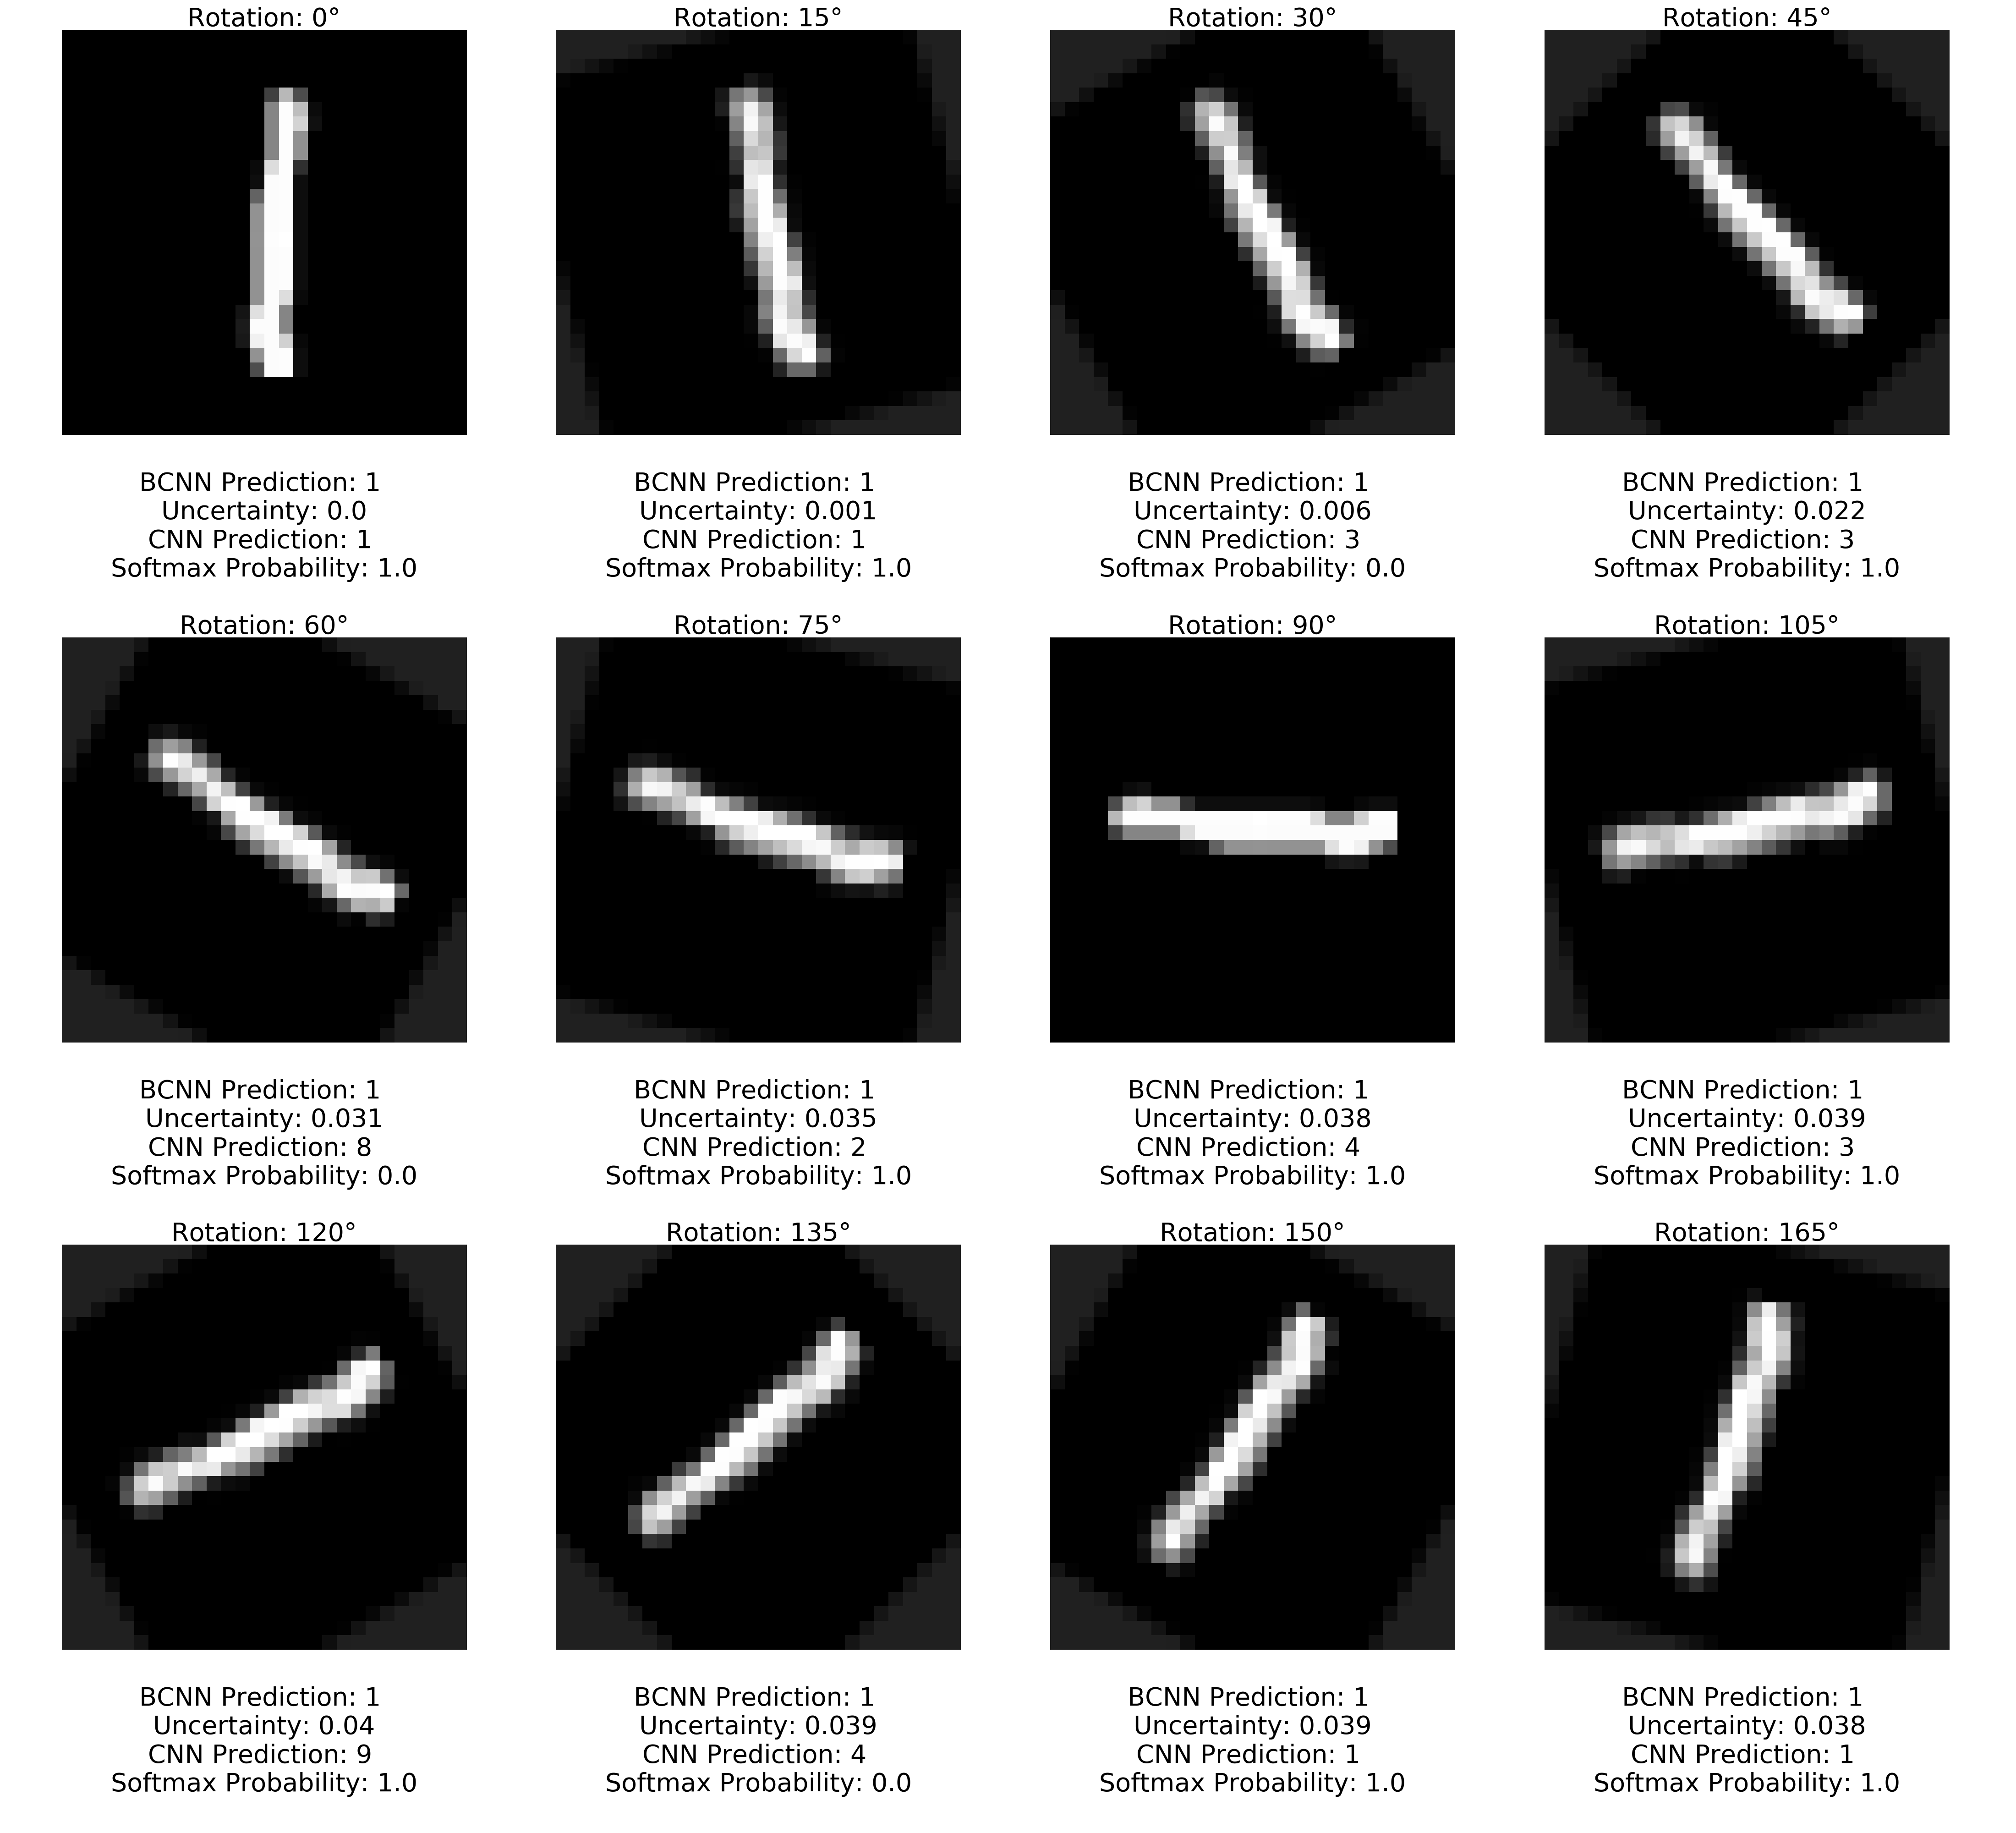 Rotation: 0°
BCNN Prediction: 1
Uncertainty: 0.0
CNN Prediction: 1
Softmax Probability: 1.0
Rotation: 15°
BCNN Prediction: 1
Uncertainty: 0.001
CNN Prediction: 1
Softmax Probability: 1.0
Rotation: 30°
BCNN Prediction: 1
Uncertainty: 0.006
CNN Prediction: 3
Softmax Probability: 0.0
Rotation: 45°
BCNN Prediction: 1
Uncertainty: 0.022
CNN Prediction: 3
Softmax Probability: 1.0
Rotation: 60°
BCNN Prediction: 1
Uncertainty: 0.031
CNN Prediction: 8
Softmax Probability: 0.0
Rotation: 75°
BCNN Prediction: 1
Uncertainty: 0.035
CNN Prediction: 2
Softmax Probability: 1.0
Rotation: 90°
BCNN Prediction: 1
Uncertainty: 0.038
CNN Prediction: 4
Softmax Probability: 1.0
Rotation: 105°
BCNN Prediction: 1
Uncertainty: 0.039
CNN Prediction: 3
Softmax Probability: 1.0
Rotation: 120°
BCNN Prediction: 1
Uncertainty: 0.04
CNN Prediction: 9
Softmax Probability: 1.0
Rotation: 135°
BCNN Prediction: 1
Uncertainty: 0.039
CNN Prediction: 4
Softmax Probability: 0.0
Rotation: 150°
BCNN Prediction: 1
Uncertainty: 0.039
CNN Prediction: 1
Softmax Probability: 1.0
Rotation: 165°
BCNN Prediction: 1
Uncertainty: 0.038
CNN Prediction: 1
Softmax Probability: 1.0